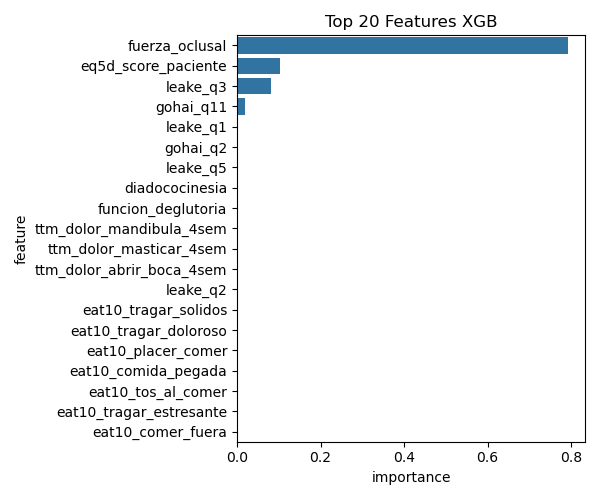 Top 20 Features XGB
feature
fuerza_oclusal
eq5d_score_paciente
leake_q3
gohai_q11
leake_q1
gohai_q2
leake_q5
diadococinesia
funcion_deglutoria
ttm_dolor_mandibula_4sem
ttm_dolor_masticar_4sem
ttm_dolor_abrir_boca_4sem
leake_q2
eat10_tragar_solidos
eat10_tragar_doloroso
eat10_placer_comer
eat10_comida_pegada
eat10_tos_al_comer
eat10_tragar_estresante
eat10_comer_fuera
0.0 0.2 0.4 0.6 0.8
importance